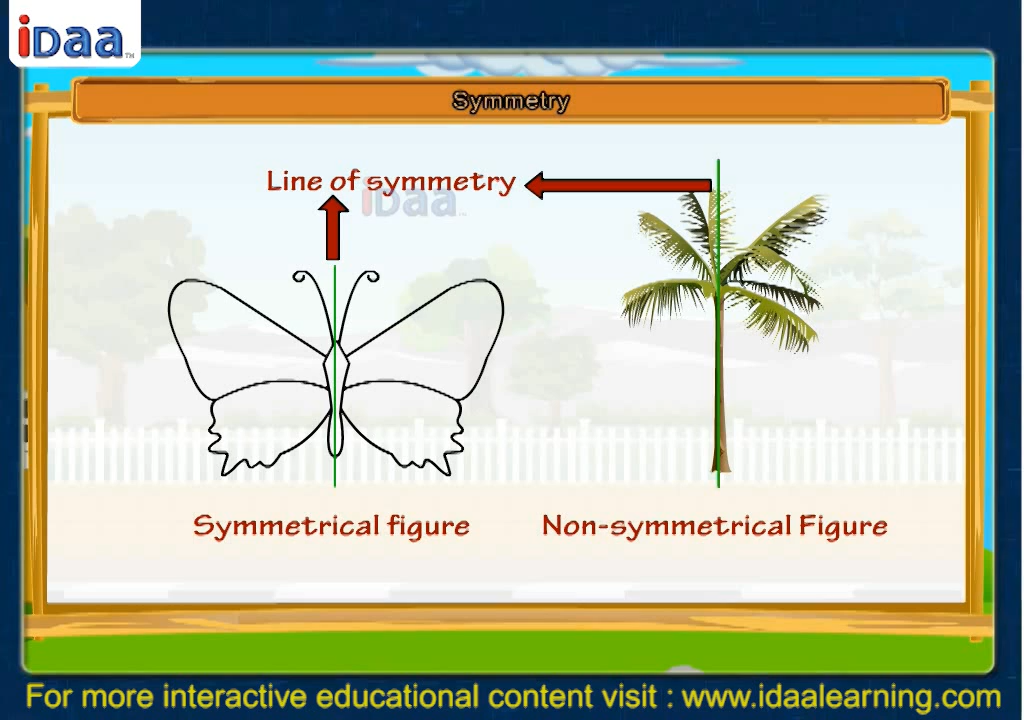 iDaa™
Symmetry
Line of symmetry
iDaa
Symmetrical figure
Non-symmetrical Figure
For more interactive educational content visit : www.idaalearning.com